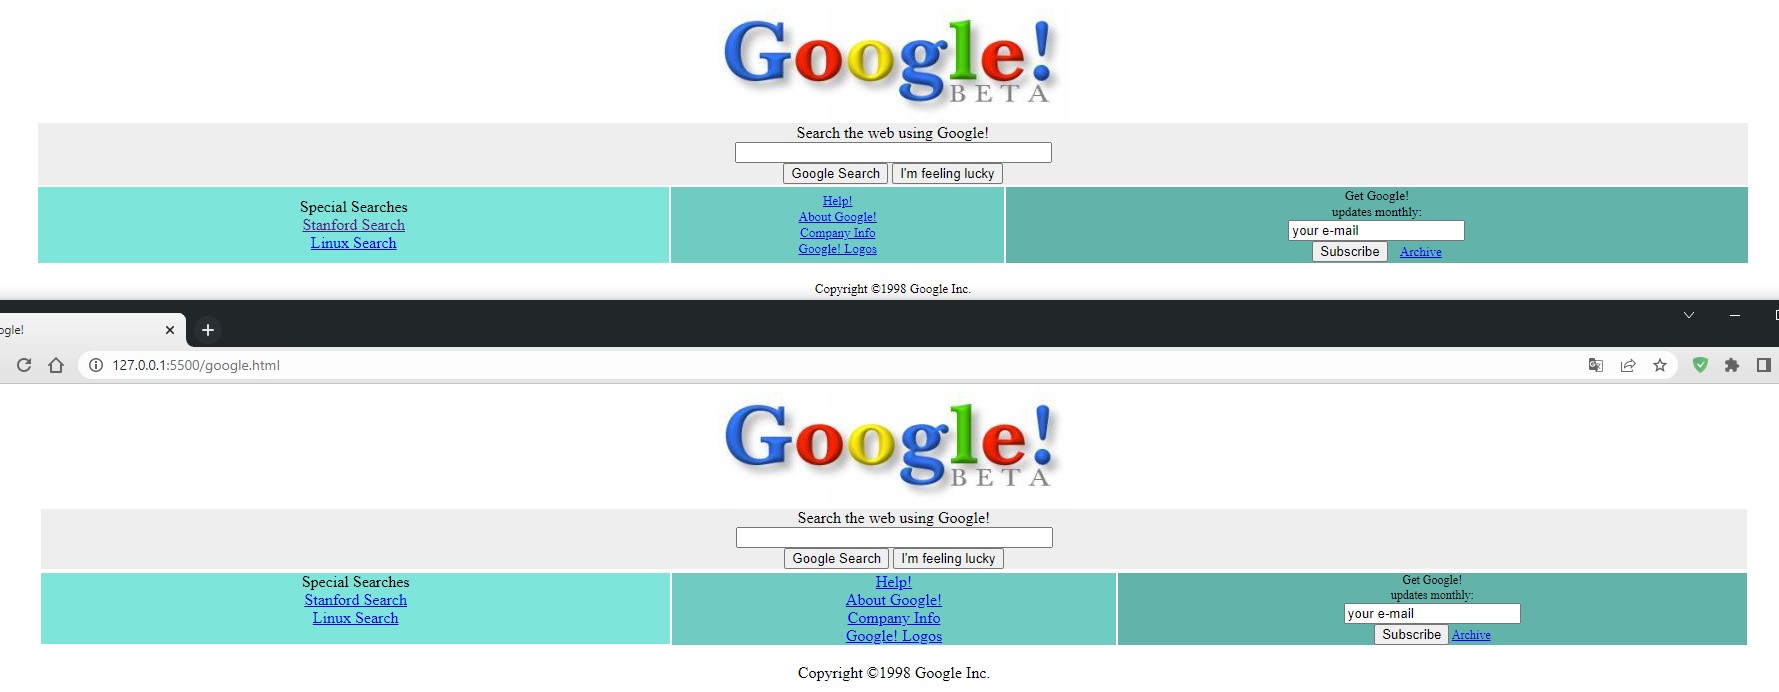 Google!
BETA
Search the web using Google!
Google Search I'm feeling lucky
Special Searches
Stanford Search
Linux Search
Help!
About Google!
Company Info
Google! Logos
Get Google!
updates monthly:
your e-mail
Subscribe Archive
Copyright ©1998 Google Inc.
ogle!
127.0.0.1:5500/google.html
Google!
BETA
Search the web using Google!
Google Search I'm feeling lucky
Special Searches
Stanford Search
Linux Search
Help!
About Google!
Company Info
Google! Logos
Get Google!
updates monthly:
your e-mail
Subscribe Archive
Copyright ©1998 Google Inc.